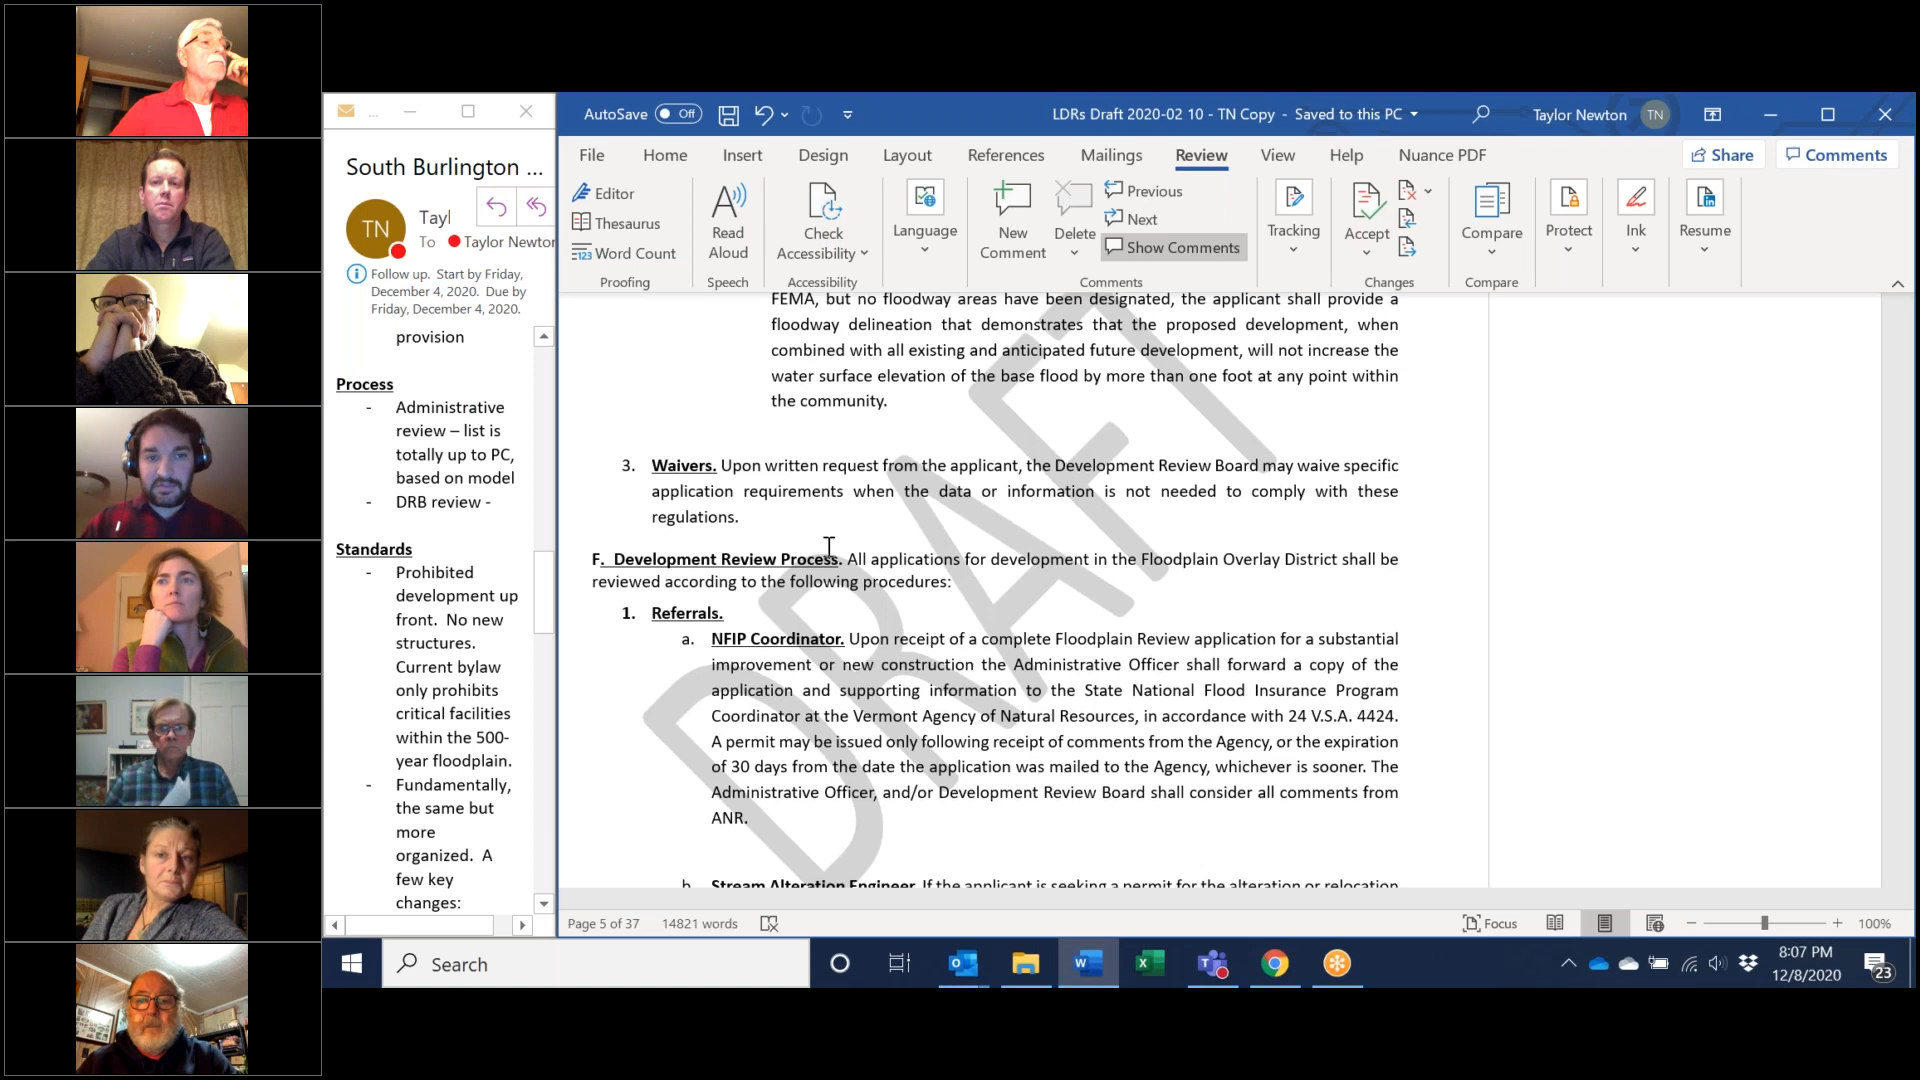 South Burlington ...
TN
Tayl
To Taylor Newton
Follow up. Start by Friday,
December 4, 2020. Due by
Friday, December 4, 2020.
provision
Process
- Administrative
review – list is
totally up to PC,
based on model
- DRB review -
Standards
- Prohibited
development up
front. No new
structures.
Current bylaw
only prohibits
critical facilities
within the 500-
year floodplain.
- Fundamentally,
the same but
more
organized. A
few key
changes:
AutoSave Off
LDRs Draft 2020-02 10 - TN Copy - Saved to this PC
Taylor Newton TN
File Home Insert Design Layout References Mailings Review View Help Nuance PDF Share Comments
Editor
Thesaurus
Word Count
Proofing
Read Aloud
Speech
Check Accessibility
Accessibility
Language
New Comment
Delete
Previous
Next
Show Comments
Comments
Tracking
Accept
Changes
Compare
Compare
Protect
Ink
Resume
FEMA, but no floodway areas have been designated, the applicant shall provide a
floodway delineation that demonstrates that the proposed development, when
combined with all existing and anticipated future development, will not increase the
water surface elevation of the base flood by more than one foot at any point within
the community.
3. Waivers. Upon written request from the applicant, the Development Review Board may waive specific
application requirements when the data or information is not needed to comply with these
regulations.
F. Development Review Process. All applications for development in the Floodplain Overlay District shall be
reviewed according to the following procedures:
1. Referrals.
a. NFIP Coordinator. Upon receipt of a complete Floodplain Review application for a substantial
improvement or new construction the Administrative Officer shall forward a copy of the
application and supporting information to the State National Flood Insurance Program
Coordinator at the Vermont Agency of Natural Resources, in accordance with 24 V.S.A. 4424.
A permit may be issued only following receipt of comments from the Agency, or the expiration
of 30 days from the date the application was mailed to the Agency, whichever is sooner. The
Administrative Officer, and/or Development Review Board shall consider all comments from
ANR.
b. Stream Alteration Engineer. If the applicant is seeking a permit for the alteration or relocation
DRAFT
Page 5 of 37 14821 words Focus 100%
Search
8:07 PM
12/8/2020
23